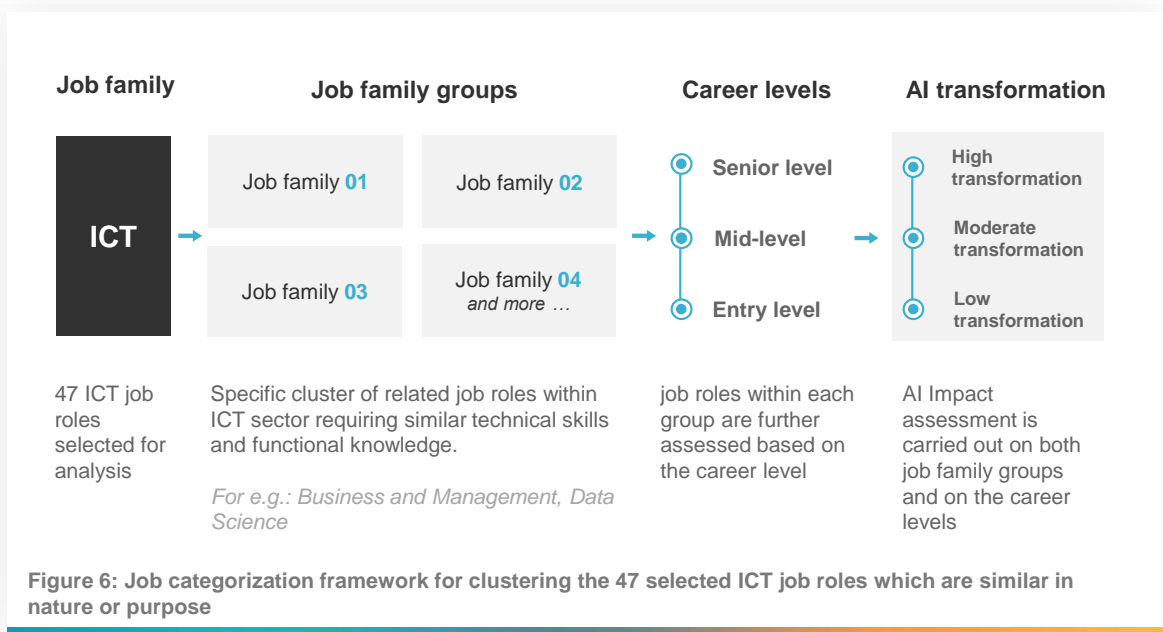 Job family
Job family groups
Career levels
AI transformation
ICT
Job family 01
Job family 02
Job family 03
Job family 04
and more …
Senior level
Mid-level
Entry level
High
transformation
Moderate
transformation
Low
transformation
47 ICT job
roles
selected for
analysis
Specific cluster of related job roles within
ICT sector requiring similar technical skills
and functional knowledge.
For e.g.: Business and Management, Data
Science
job roles within each
group are further
assessed based on
the career level
AI Impact
assessment is
carried out on both
job family groups
and on the career
levels
Figure 6: Job categorization framework for clustering the 47 selected ICT job roles which are similar in
nature or purpose